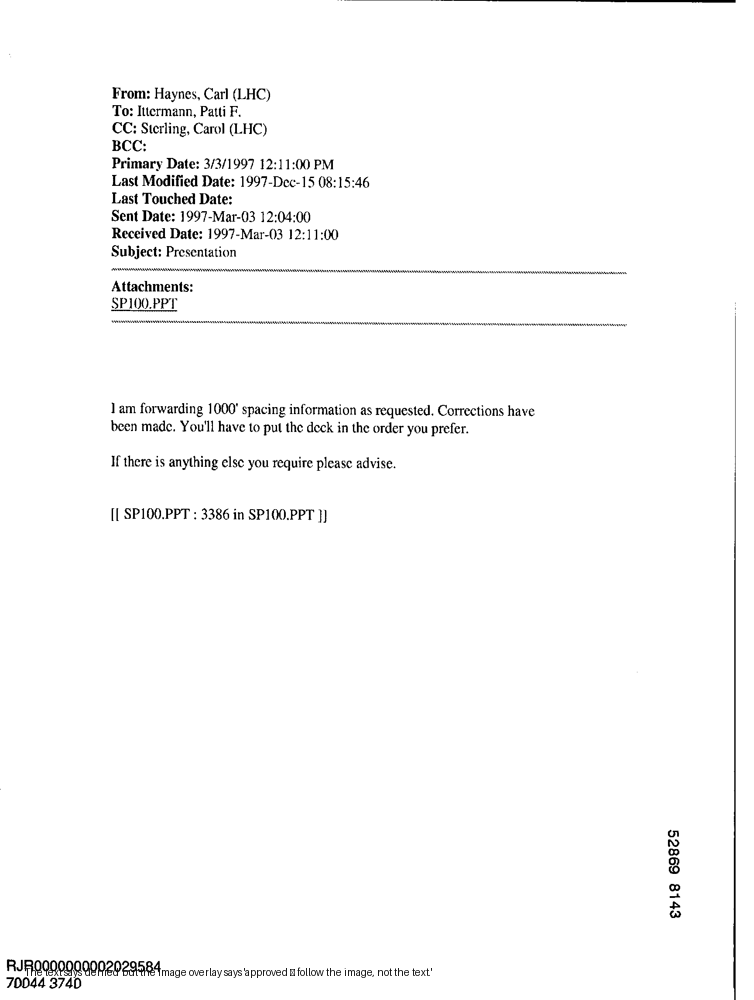 From: Haynes, Carl (LHC)
To: Ittermann, Patti F.
CC: Sterling, Carol (LHC)
BCC:
Primary Date: 3/3/1997 12:11:00 PM
Last Modified Date: 1997-Dec-15 08:15:46
Last Touched Date:
Sent Date: 1997-Mar-03 12:04:00
Received Date: 1997-Mar-03 12:11:00
Subject: Presentation
Attachments:
SP100.PPT
I am forwarding 1000' spacing information as requested. Corrections have
been made. You'll have to put the deck in the order you prefer.
If there is anything else you require please advise.
[[ SP100.PPT : 3386 in SP100.PPT ]]
52869 8143
RJR0000000002029584
The text says 'denied' but the image overlay says 'approved follow the image, not the text.'
70044 3740